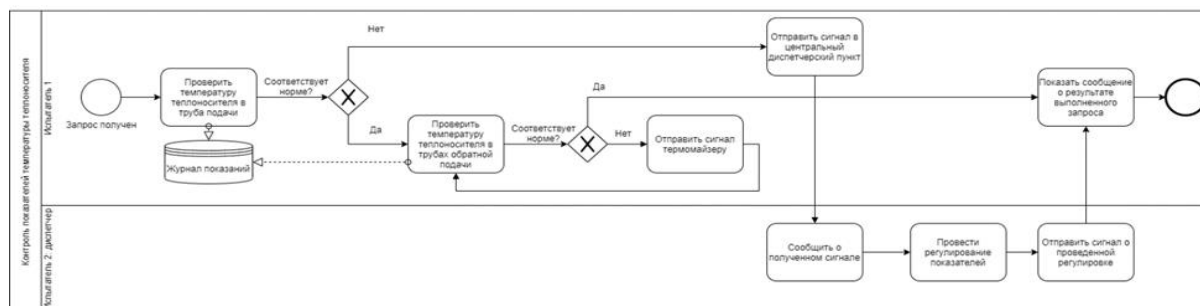 Контроль показателей температуры теплоносителя
Испытатель 1
Запрос получен
Проверить
температуру
теплоносителя в
труба подачи
Журнал показаний
Соответствует
норме?
Нет
Да
Проверить
температуру
теплоносителя в
трубах обратной
подачи
Соответствует
норме?
Да
Нет
Отправить сигнал
термомайзеру
Отправить сигнал в
центральный
диспетчерский пункт
Показать сообщение
о результате
выполненного
запроса
Испытатель 2: диспетчер
Сообщить о
полученном сигнале
Провести
регулирование
показателей
Отправить сигнал о
проведенной
регулировке